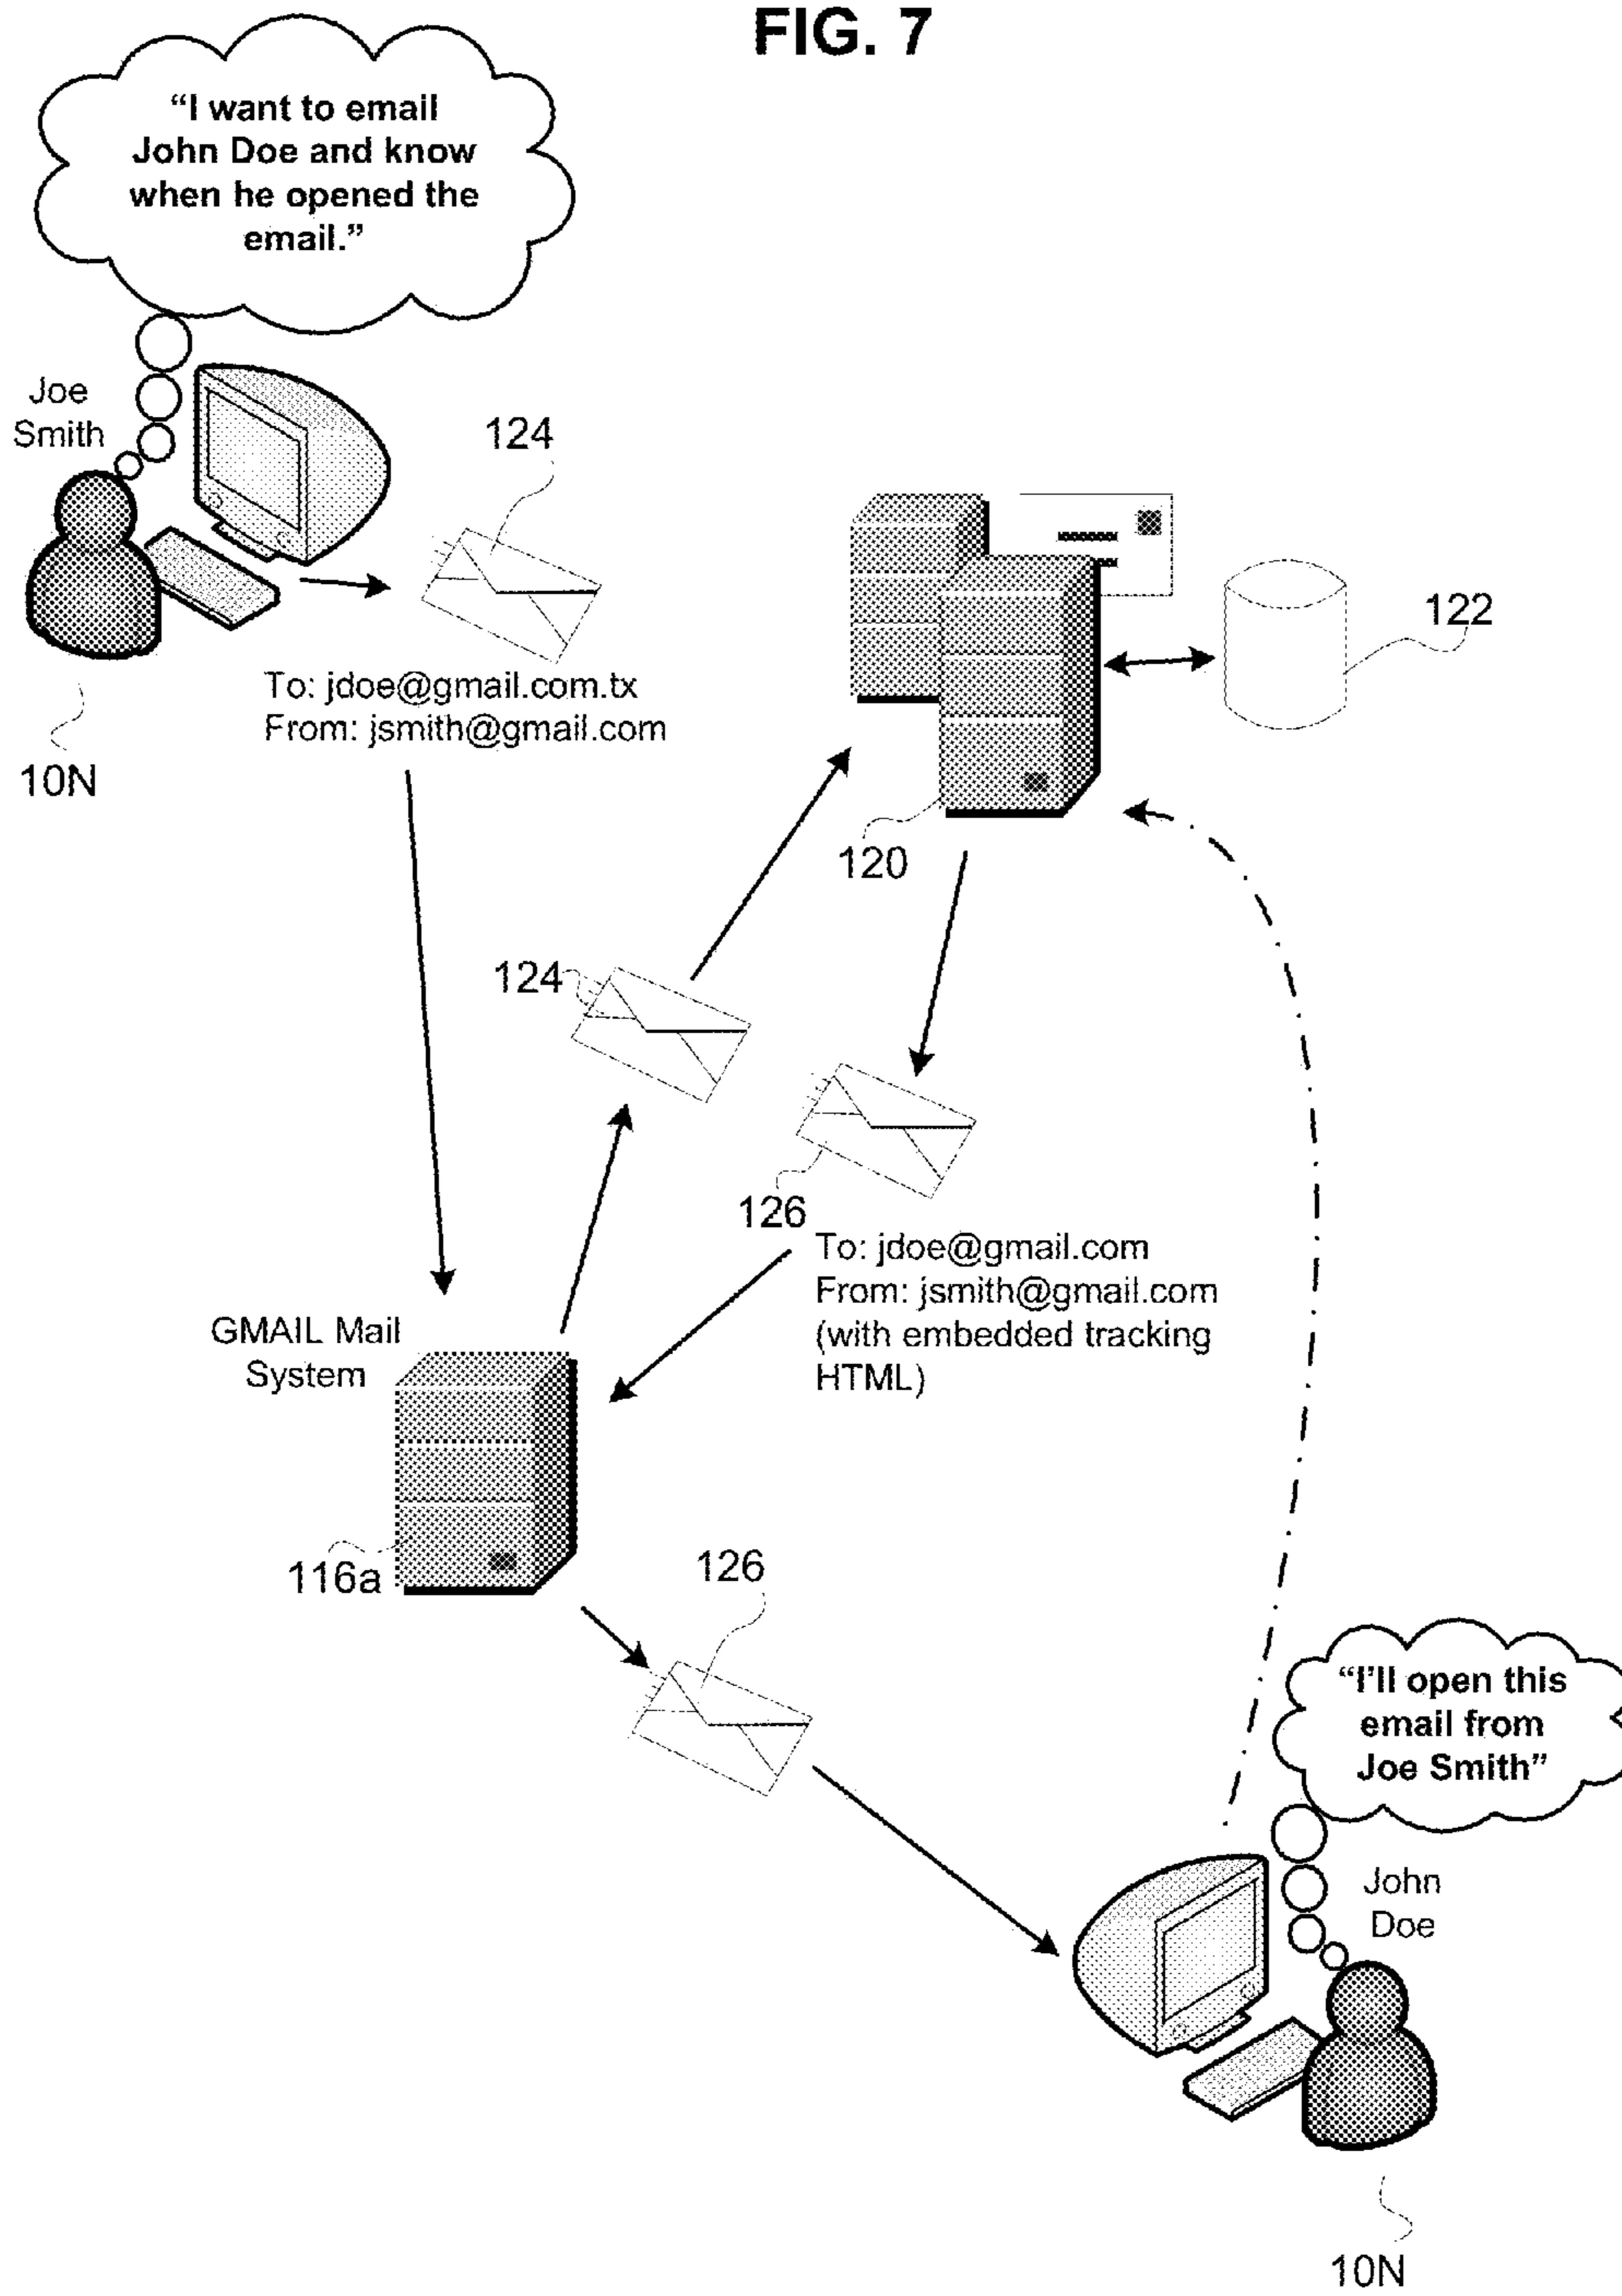 FIG. 7
“I want to email
John Doe and know
when he opened the
email.”
Joe
Smith
124
122
To: jdoe@gmail.com.tx
From: jsmith@gmail.com
10N
120
124
126
To: jdoe@gmail.com
From: jsmith@gmail.com
(with embedded tracking
HTML)
GMAIL Mail
System
116a
126
“I’ll open this
email from
Joe Smith”
John
Doe
10N